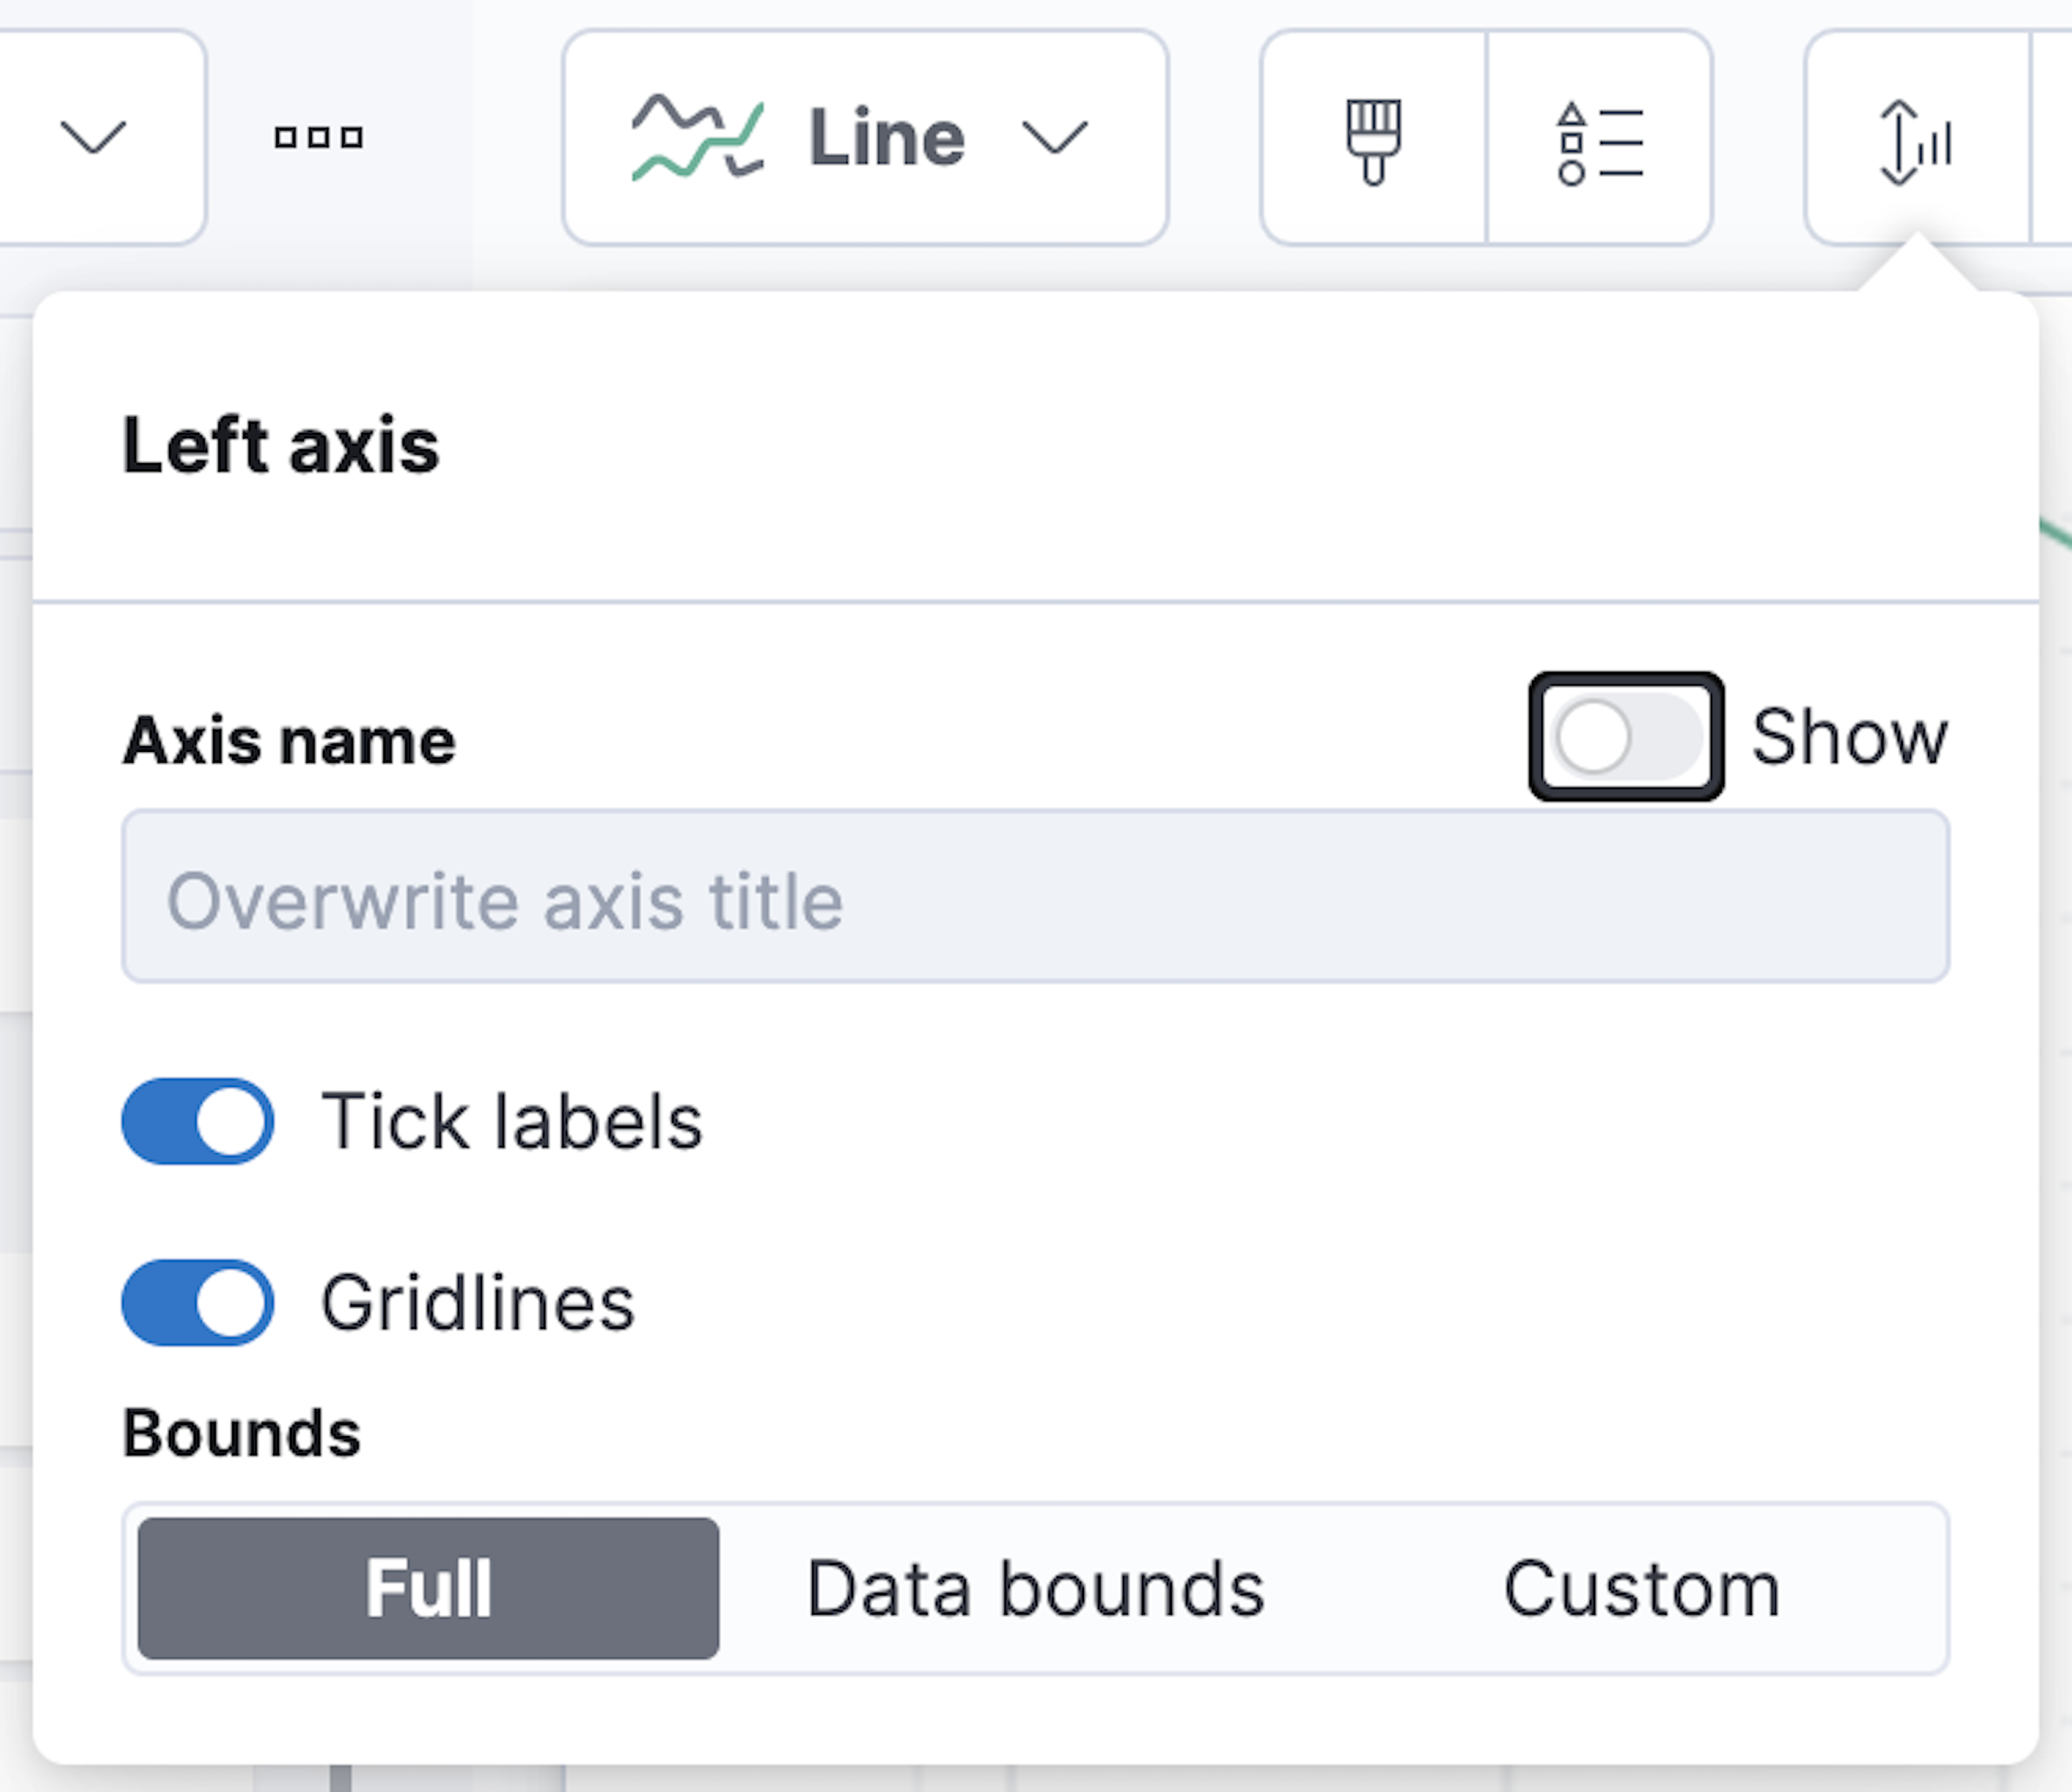 Line
Left axis
Axis name
Show
Overwrite axis title
Tick labels
Gridlines
Bounds
Full Data bounds Custom